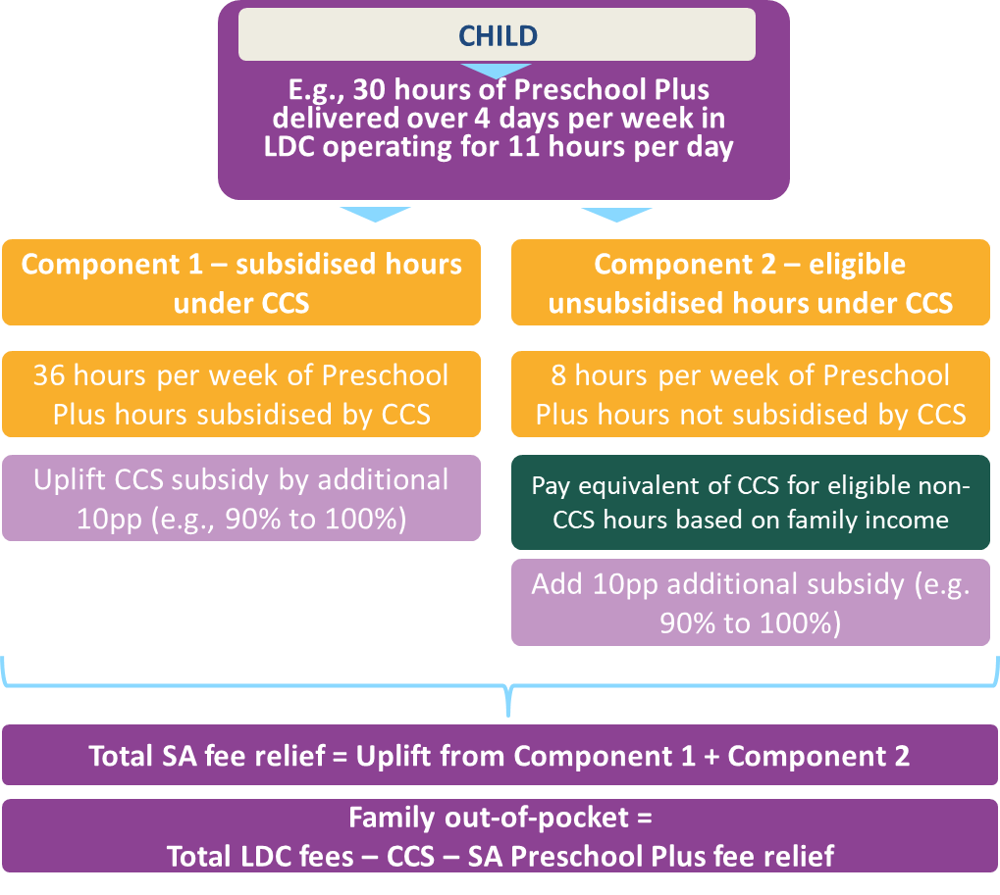 CHILD
E.g., 30 hours of Preschool Plus
delivered over 4 days per week in
LDC operating for 11 hours per day
Component 1 – subsidised hours
under CCS
Component 2 – eligible
unsubsidised hours under CCS
36 hours per week of Preschool
Plus hours subsidised by CCS
8 hours per week of Preschool
Plus hours not subsidised by CCS
Uplift CCS subsidy by additional
10pp (e.g., 90% to 100%)
Pay equivalent of CCS for eligible non-
CCS hours based on family income
Add 10pp additional subsidy (e.g.
90% to 100%)
Total SA fee relief = Uplift from Component 1 + Component 2
Family out-of-pocket =
Total LDC fees – CCS – SA Preschool Plus fee relief